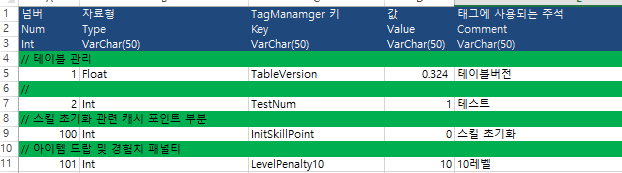 1 넘버 자료형 TagManamger 키 값 태그에 사용되는 주석
2 Num Type Key Value Comment
3 Int VarChar(50) VarChar(50) VarChar(50) VarChar(50)
4 // 테이블 관리
5 1 Float TableVersion 0.324 테이블버전
6 //
7 2 Int TestNum 1 테스트
8 // 스킬 초기화 관련 캐시 포인트 부분
9 100 Int InitSkillPoint 0 스킬 초기화
10 // 아이템 드랍 및 경험치 패널티
11 101 Int LevelPenalty10 10 10레벨